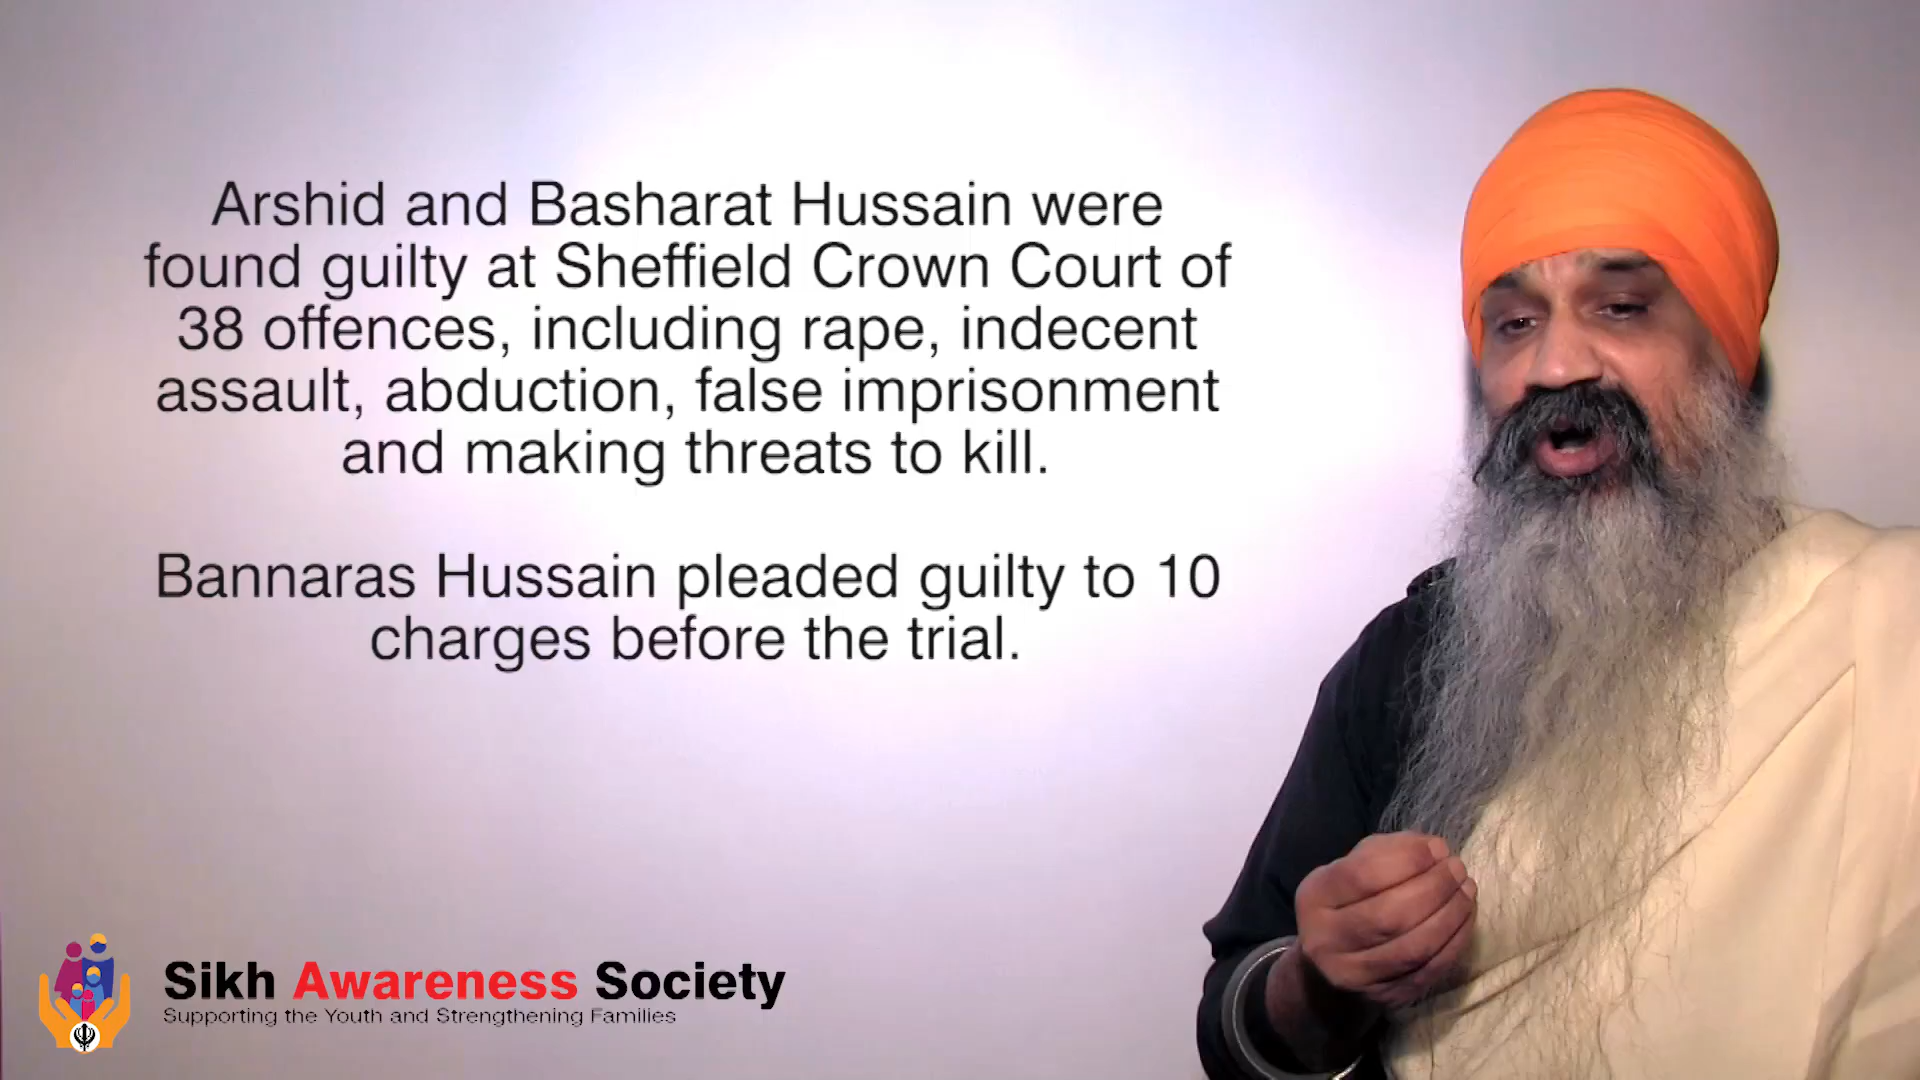 Arshid and Basharat Hussain were
found guilty at Sheffield Crown Court of
38 offences, including rape, indecent
assault, abduction, false imprisonment
and making threats to kill.
Bannaras Hussain pleaded guilty to 10
charges before the trial.
Sikh Awareness Society
Supporting the Youth and Strengthening Families